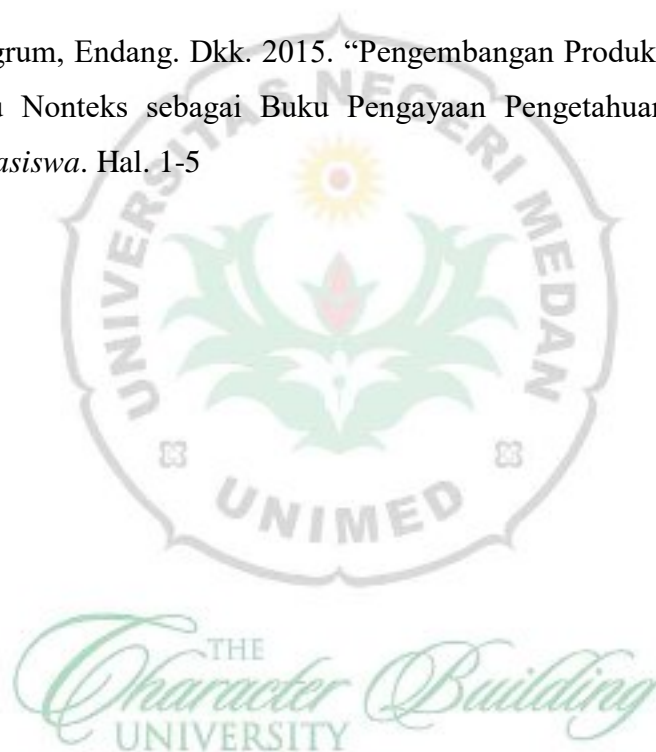 grum, Endang. Dkk. 2015. “Pengembangan Produk
Nonteks sebagai Buku Pengayaan Pengetahuan
asiswa. Hal. 1-5
UNIVERSITAS NEGERI MEDAN
UNIMED
THE
Character Building
UNIVERSITY